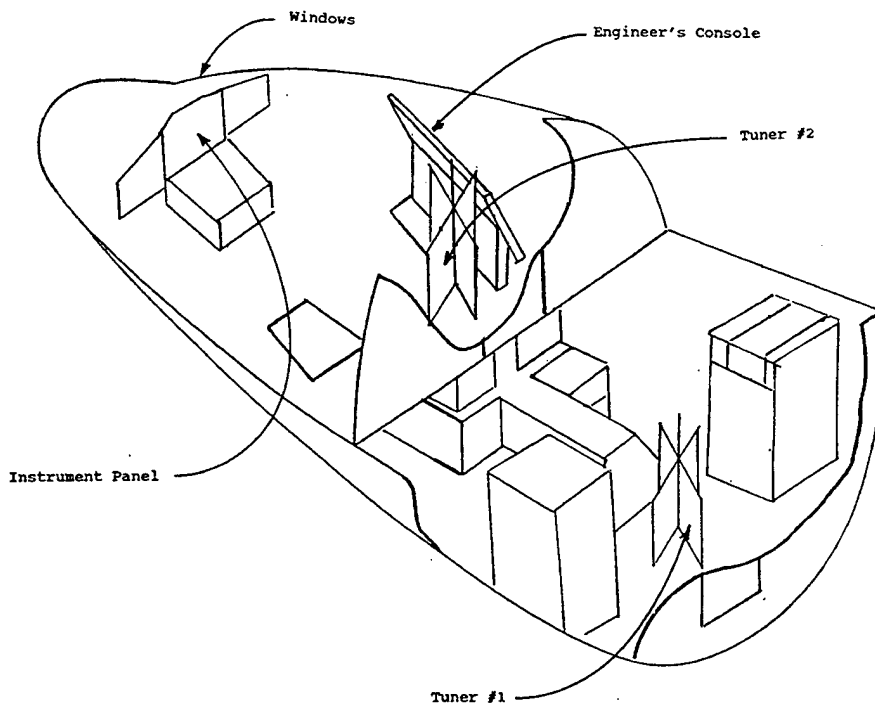 Windows
Engineer's Console
Tuner #2
Instrument Panel
Tuner #1